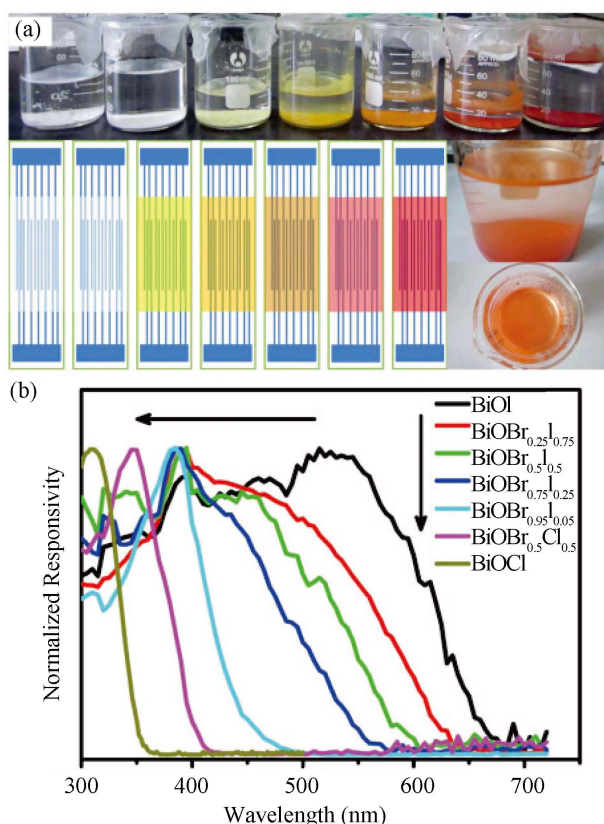 (a)
(b)
BiOI
BiOBr0.25I0.75
BiOBr0.5I0.5
BiOBr0.75I0.25
BiOBr0.95I0.05
BiOBr0.5Cl0.5
BiOCl
Normalized Responsivity
300 400 500 600 700
Wavelength (nm)